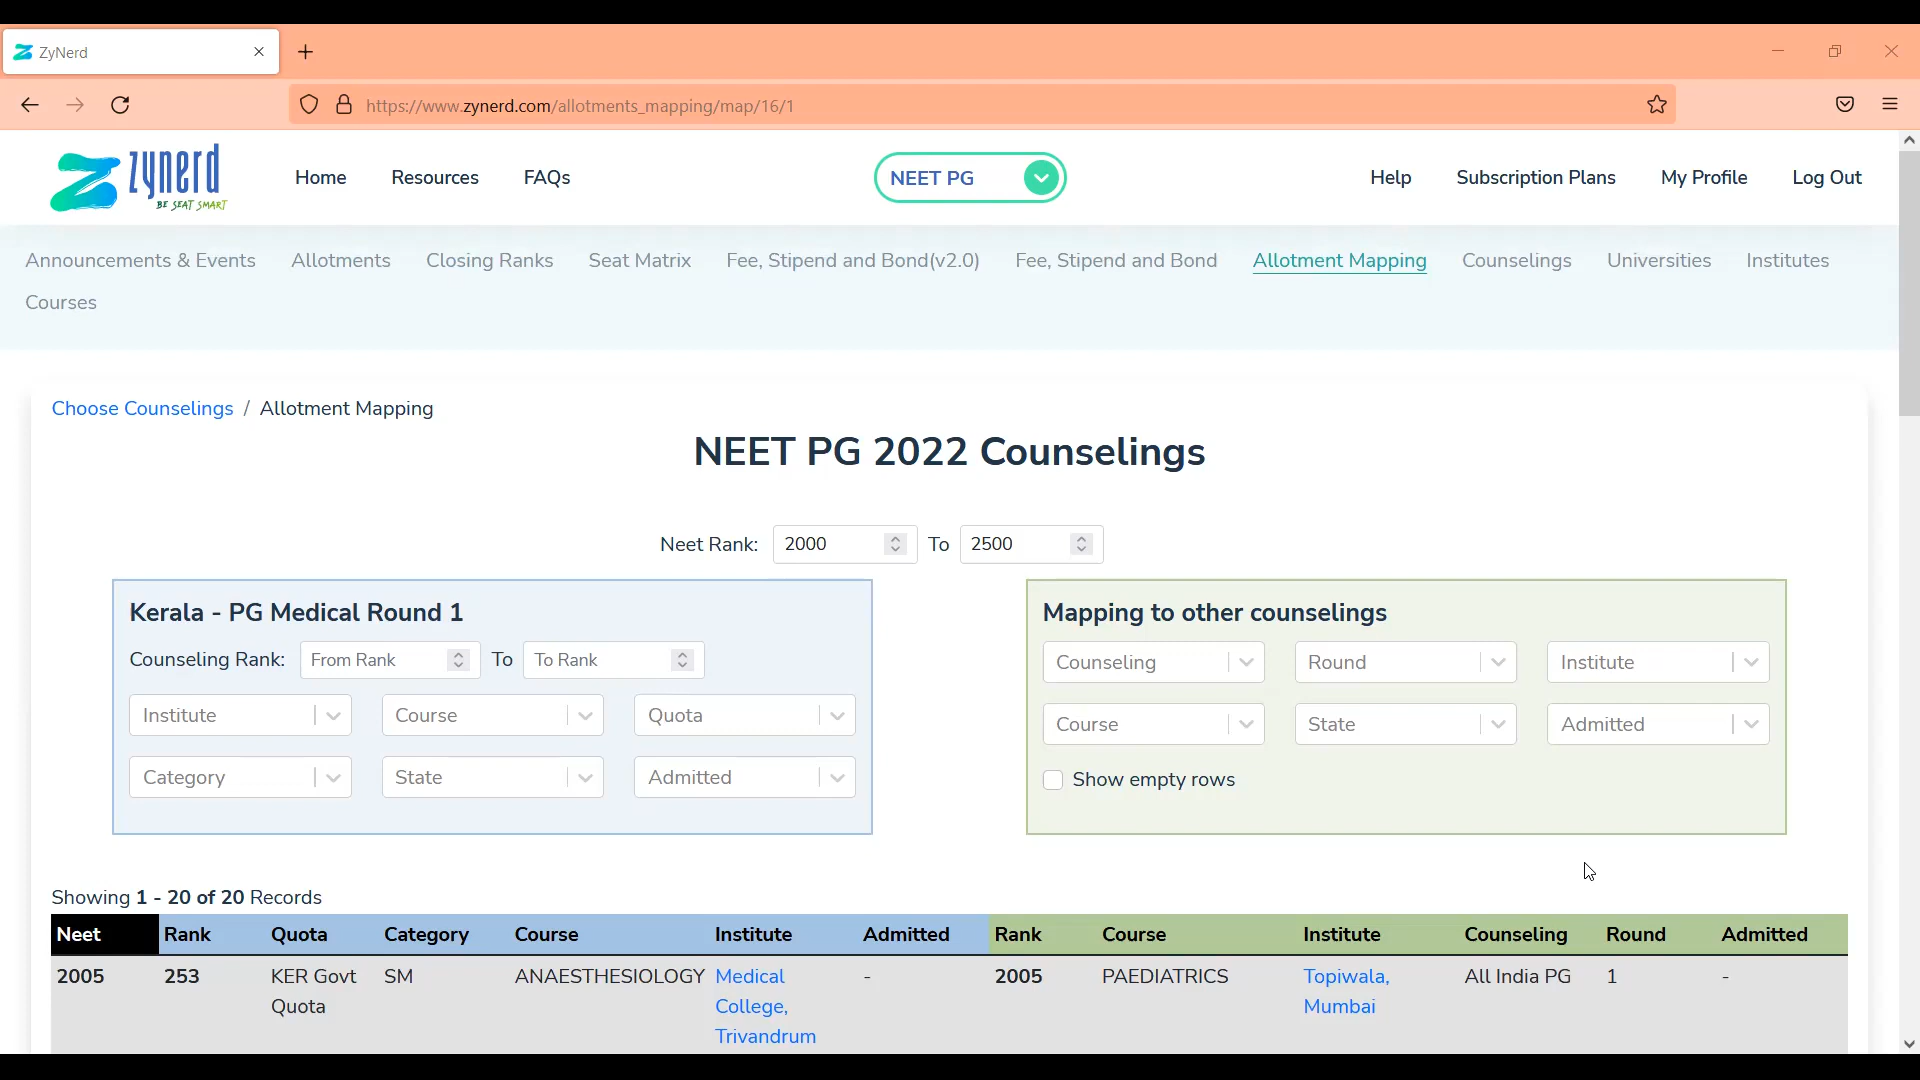 ZyNerd
https://www.zynerd.com/allotments_mapping/map/16/1
zynerd
BE SEAT SMART
Home Resources FAQs NEET PG Help Subscription Plans My Profile Log Out
Announcements & Events Allotments Closing Ranks Seat Matrix Fee, Stipend and Bond(v2.0) Fee, Stipend and Bond Allotment Mapping Counselings Universities Institutes
Courses
Choose Counselings / Allotment Mapping
NEET PG 2022 Counselings
Neet Rank: 2000 To 2500
Kerala - PG Medical Round 1
Counseling Rank: From Rank To To Rank
Institute Course Quota
Category State Admitted
Mapping to other counselings
Counseling Round Institute
Course State Admitted
Show empty rows
Showing 1 - 20 of 20 Records
Neet Rank Quota Category Course Institute Admitted Rank Course Institute Counseling Round Admitted
2005 253 KER Govt SM ANAESTHESIOLOGY Medical - 2005 PAEDIATRICS Topiwala, All India PG 1 -
Quota College, Mumbai
Trivandrum